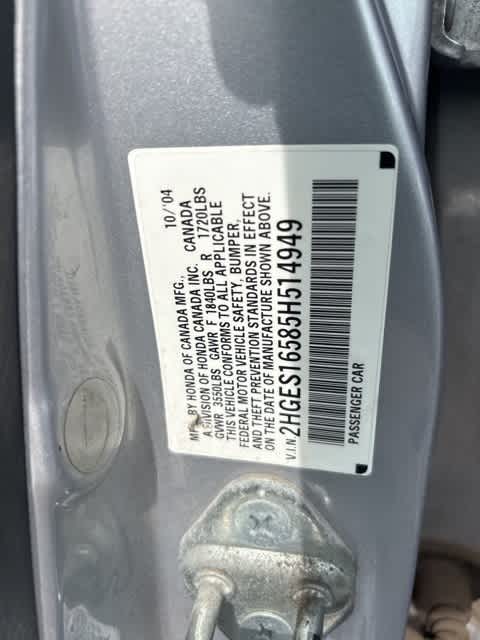 MFD BY HONDA OF CANADA MFG., 10/'04
A DIVISION OF HONDA CANADA INC. CANADA
GVWR 3550LBS GAWR F 1840LBS R 1720LBS
THIS VEHICLE CONFORMS TO ALL APPLICABLE
FEDERAL MOTOR VEHICLE SAFETY, BUMPER,
AND THEFT PREVENTION STANDARDS IN EFFECT
ON THE DATE OF MANUFACTURE SHOWN ABOVE.
V.I.N. 2HGES16585H514949
PASSENGER CAR